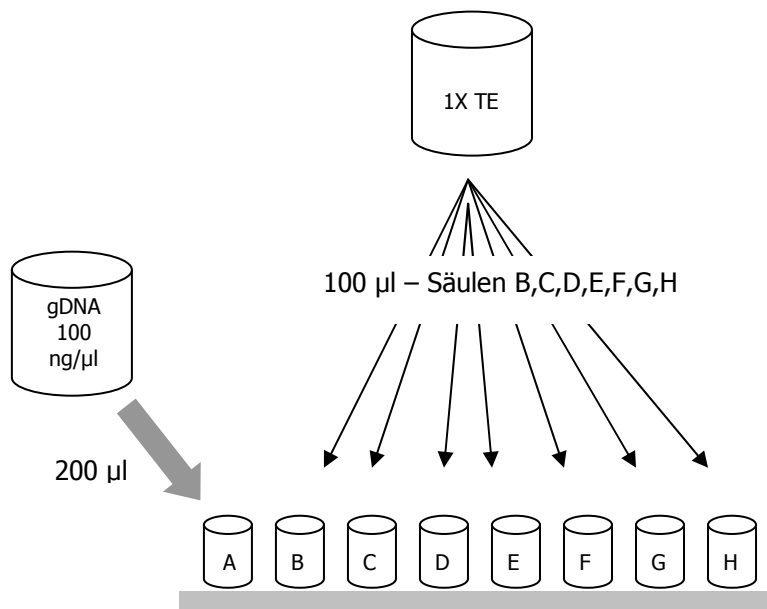 1X TE
100 µl – Säulen B,C,D,E,F,G,H
gDNA
100
ng/µl
200 µl
A B C D E F G H